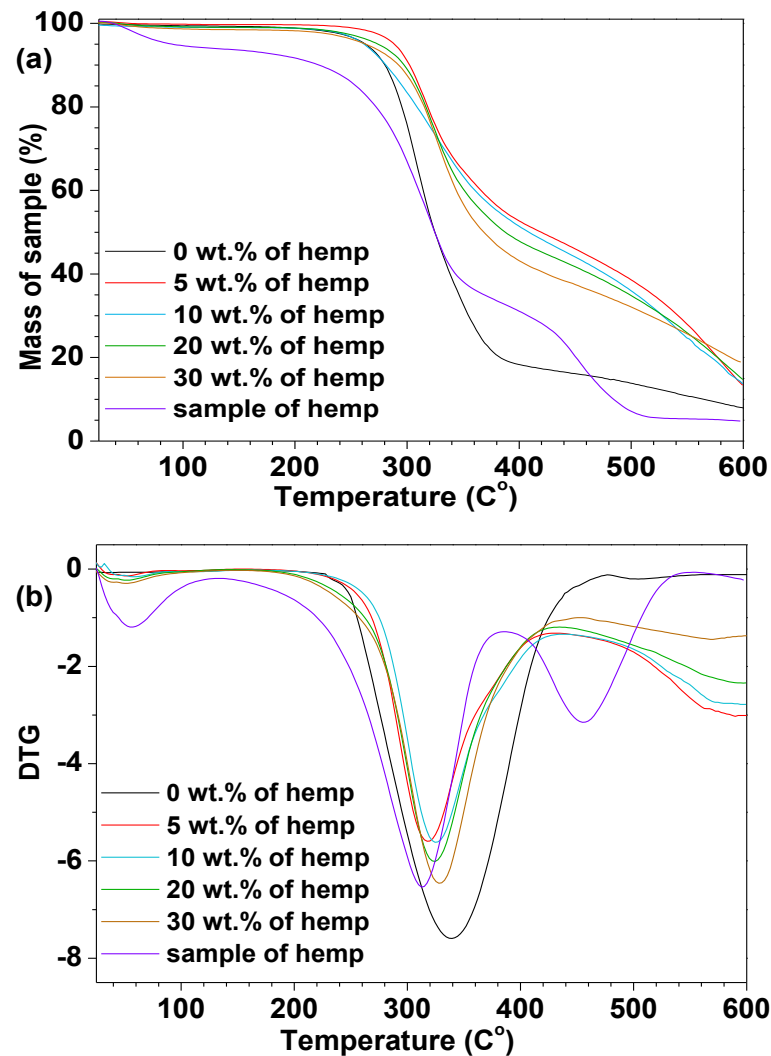 (a)
Mass of sample (%)
100
80
60
40
20
0
0 wt.% of hemp
5 wt.% of hemp
10 wt.% of hemp
20 wt.% of hemp
30 wt.% of hemp
sample of hemp
100 200 300 400 500 600
Temperature (C°)
(b)
DTG
0
-2
-4
-6
-8
0 wt.% of hemp
5 wt.% of hemp
10 wt.% of hemp
20 wt.% of hemp
30 wt.% of hemp
sample of hemp
100 200 300 400 500 600
Temperature (C°)